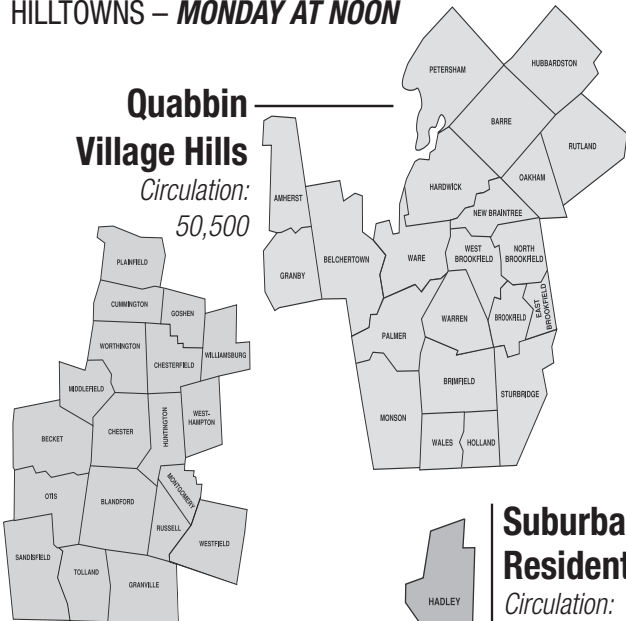 HILLTOWNS – MONDAY AT NOON
Quabbin
Village Hills
Circulation:
50,500
PETERSHAM
HUBBARDSTON
BARRE
RUTLAND
HARDWICK
OAKHAM
NEW BRAINTREE
AMHERST
GRANBY
BELCHERTOWN
WARE
WEST
BROOKFIELD
NORTH
BROOKFIELD
WARREN
BROOKFIELD
EAST
BROOKFIELD
PALMER
BRIMFIELD
STURBRIDGE
MONSON
WALES
HOLLAND
PLAINFIELD
CUMMINGTON
GOSHEN
WORTHINGTON
CHESTERFIELD
WILLIAMSBURG
MIDDLEFIELD
WEST-
HAMPTON
BECKET
CHESTER
HUNTINGTON
OTIS
BLANDFORD
MONTGOMERY
RUSSELL
WESTFIELD
SANDISFIELD
TOLLAND
GRANVILLE
HADLEY
Suburba
Resident
Circulation: